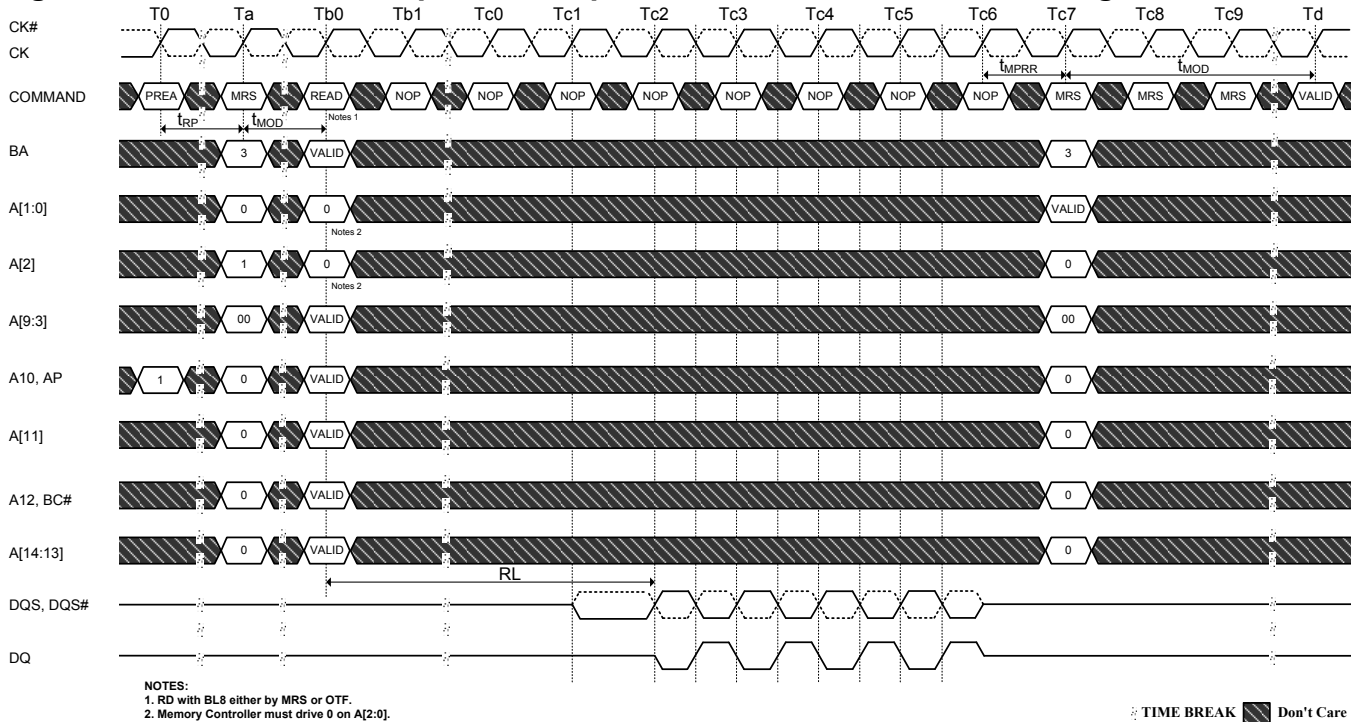 T0 Ta Tb0 Tb1 Tc0 Tc1 Tc2 Tc3 Tc4 Tc5 Tc6 Tc7 Tc8 Tc9 Td
CK#
CK
tMPRR tMOD
COMMAND PREA MRS READ NOP NOP NOP NOP NOP NOP NOP NOP MRS MRS MRS VALID
tRP tMOD Notes 1
BA 3 VALID 3
A[1:0] 0 0 VALID
Notes 2
A[2] 1 0 0
Notes 2
A[9:3] 00 VALID 00
A10, AP 1 0 VALID 0
A[11] 0 VALID 0
A12, BC# 0 VALID 0
A[14:13] 0 VALID 0
RL
DQS, DQS#
DQ
NOTES:
1. RD with BL8 either by MRS or OTF.
2. Memory Controller must drive 0 on A[2:0].
TIME BREAK Don't Care